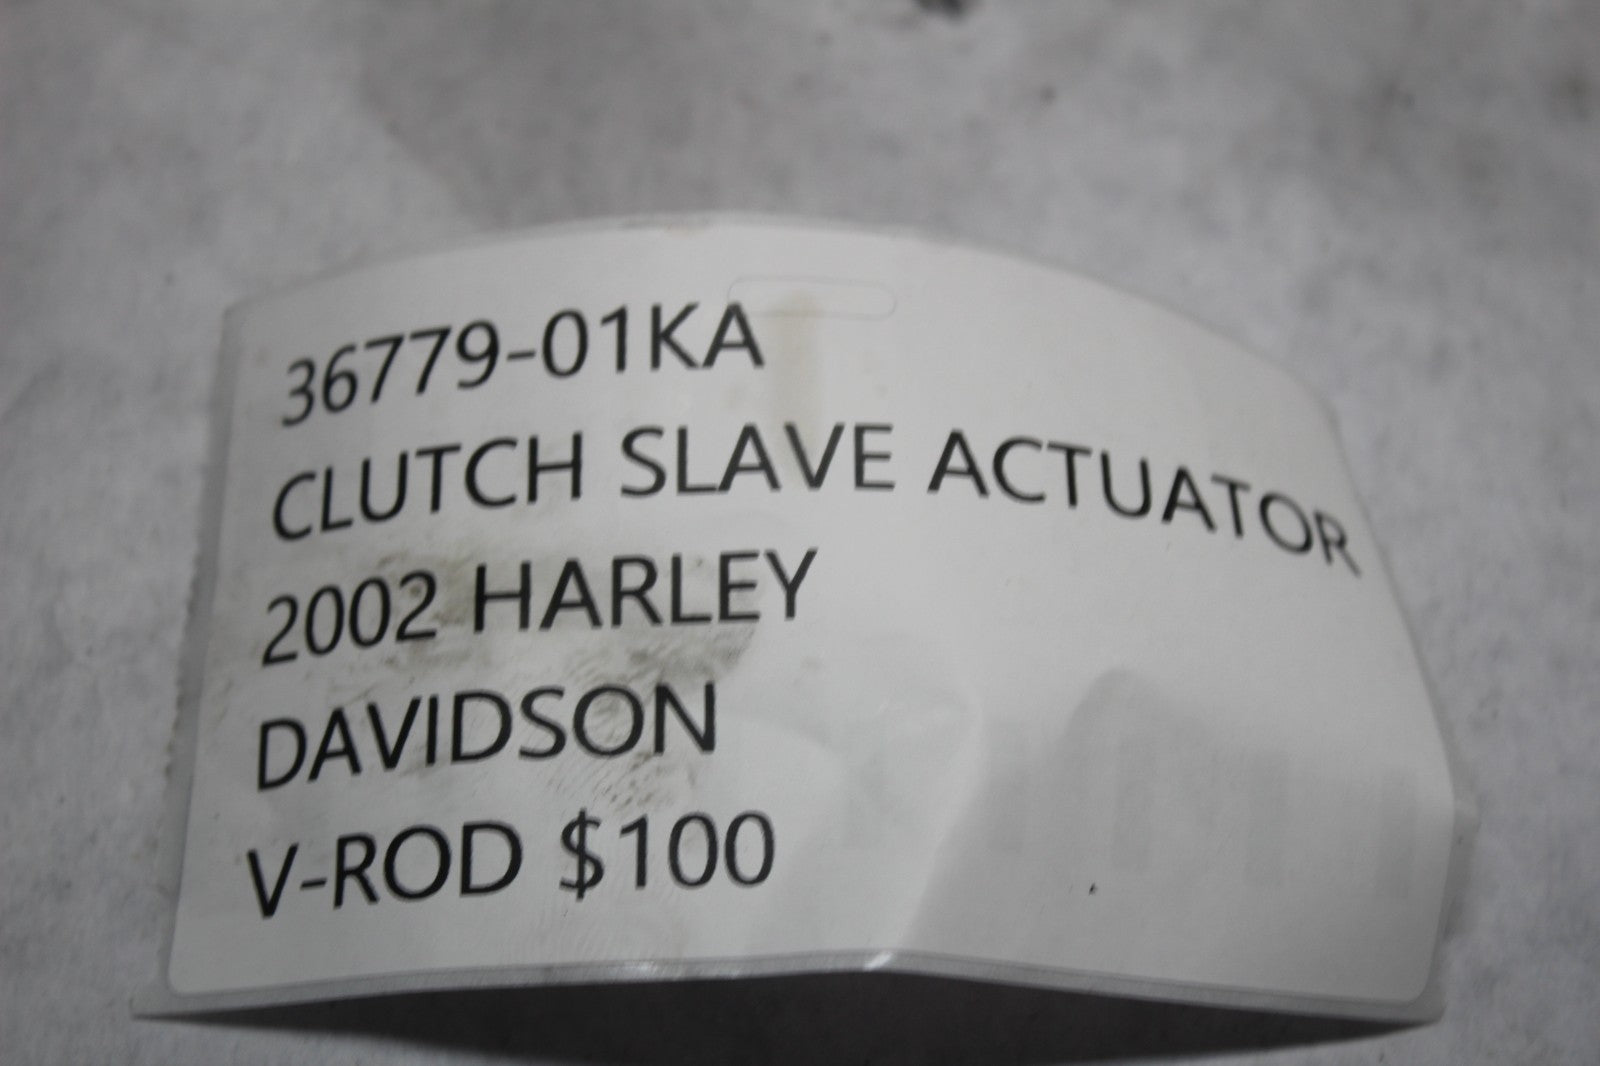 36779-01KA
CLUTCH SLAVE ACTUATOR
2002 HARLEY
DAVIDSON
V-ROD $100